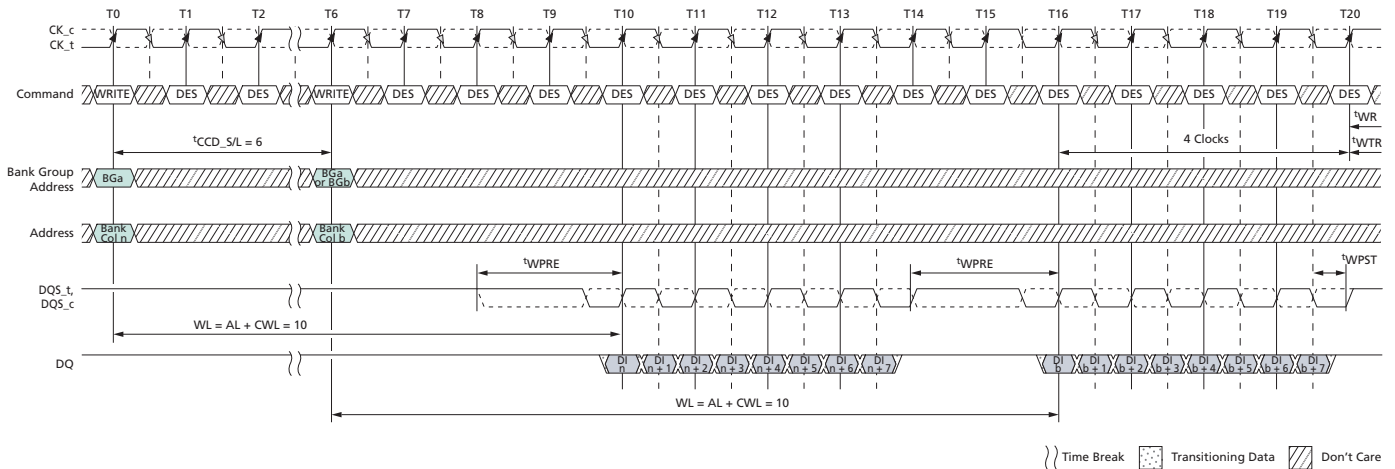 T0 T1 T2 T6 T7 T8 T9 T10 T11 T12 T13 T14 T15 T16 T17 T18 T19 T20
CK_c
CK_t
Command WRITE DES DES WRITE DES DES DES DES DES DES DES DES DES DES DES DES DES DES
tWR
tCCD_S/L = 6 4 Clocks tWTR
Bank Group
Address
BGa
BGa
or BGb
Address
Bank
Col n
Bank
Col b
tWPRE tWPRE tWPST
DQS_t,
DQS_c
WL = AL + CWL = 10
DQ
DI
n
DI
n + 1
DI
n + 2
DI
n + 3
DI
n + 4
DI
n + 5
DI
n + 6
DI
n + 7
DI
b
DI
b + 1
DI
b + 2
DI
b + 3
DI
b + 4
DI
b + 5
DI
b + 6
DI
b + 7
WL = AL + CWL = 10
Time Break Transitioning Data Don't Care